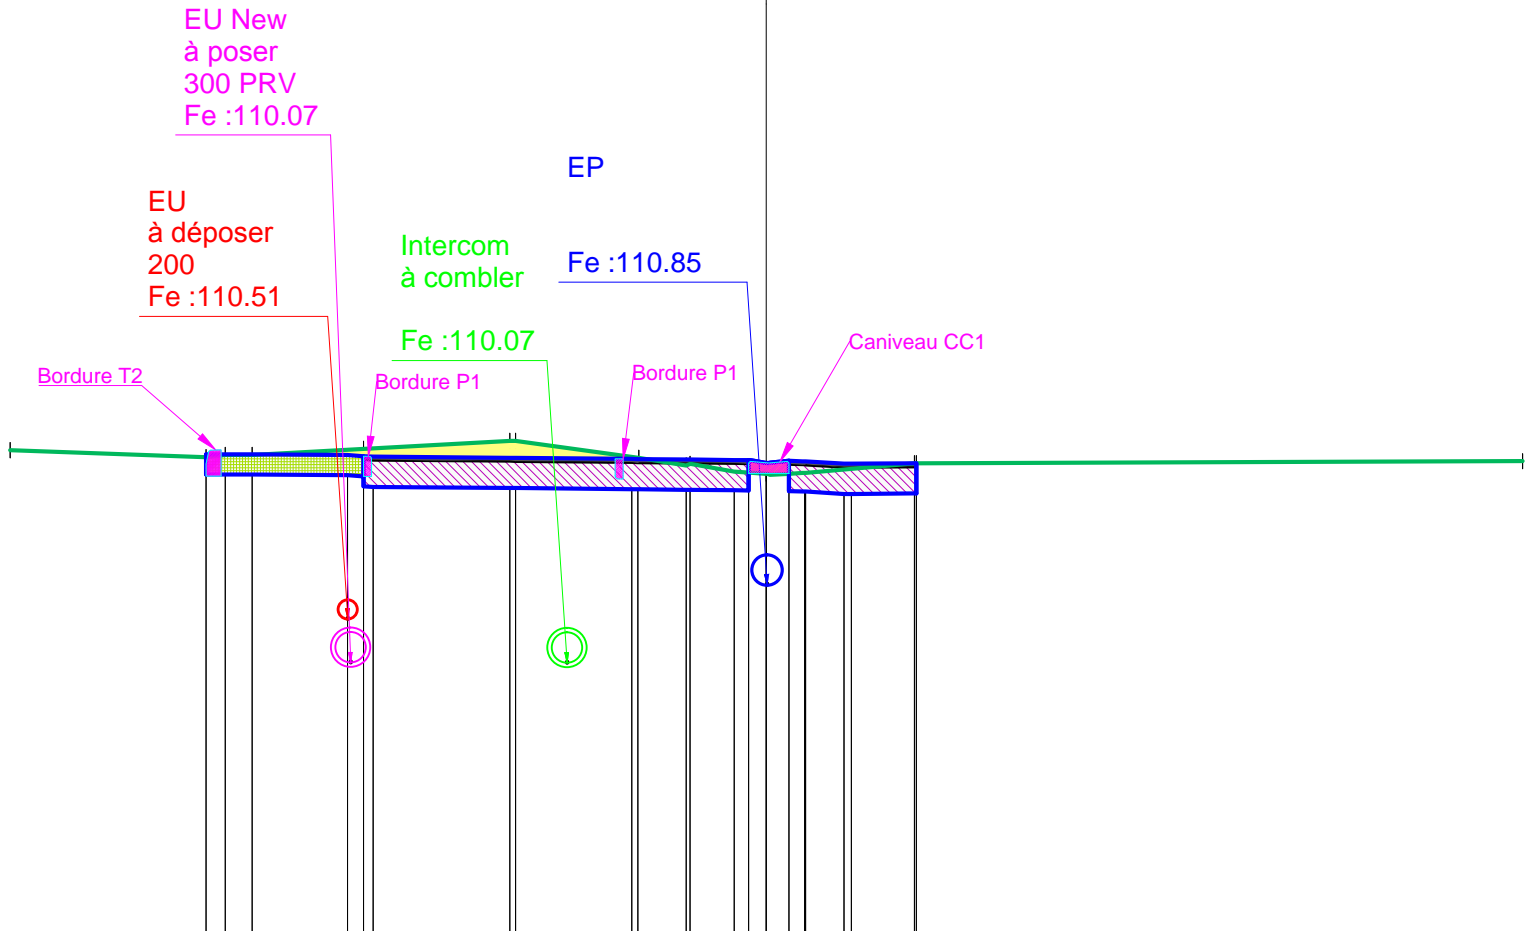 EU New
à poser
300 PRV
Fe :110.07
EP
EU
à déposer
200
Fe :110.51
Intercom
à combler
Fe :110.85
Fe :110.07
Caniveau CC1
Bordure T2
Bordure P1
Bordure P1